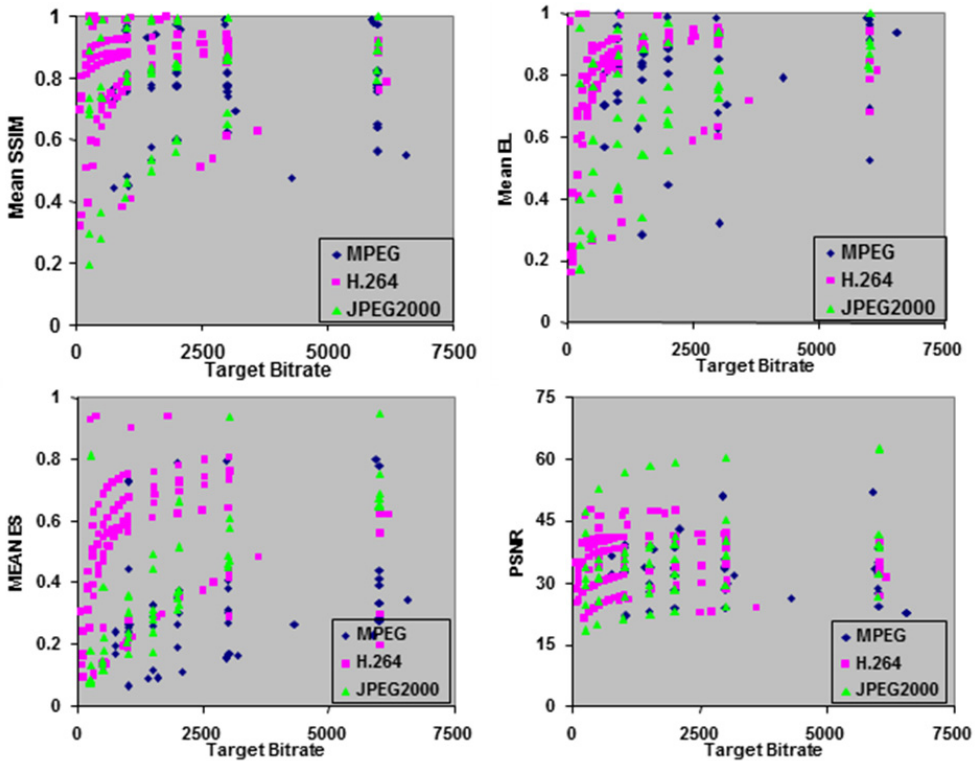 Mean SSIM
1
0.8
0.6
0.4
0.2
0
0 2500 5000 7500
Target Bitrate
MPEG
H.264
JPEG2000
Mean EL
1
0.8
0.6
0.4
0.2
0
0 2500 5000 7500
Target Bitrate
MPEG
H.264
JPEG2000
MEAN ES
1
0.8
0.6
0.4
0.2
0
0 2500 5000 7500
Target Bitrate
MPEG
H.264
JPEG2000
PSNR
75
60
45
30
15
0
0 2500 5000 7500
Target Bitrate
MPEG
H.264
JPEG2000